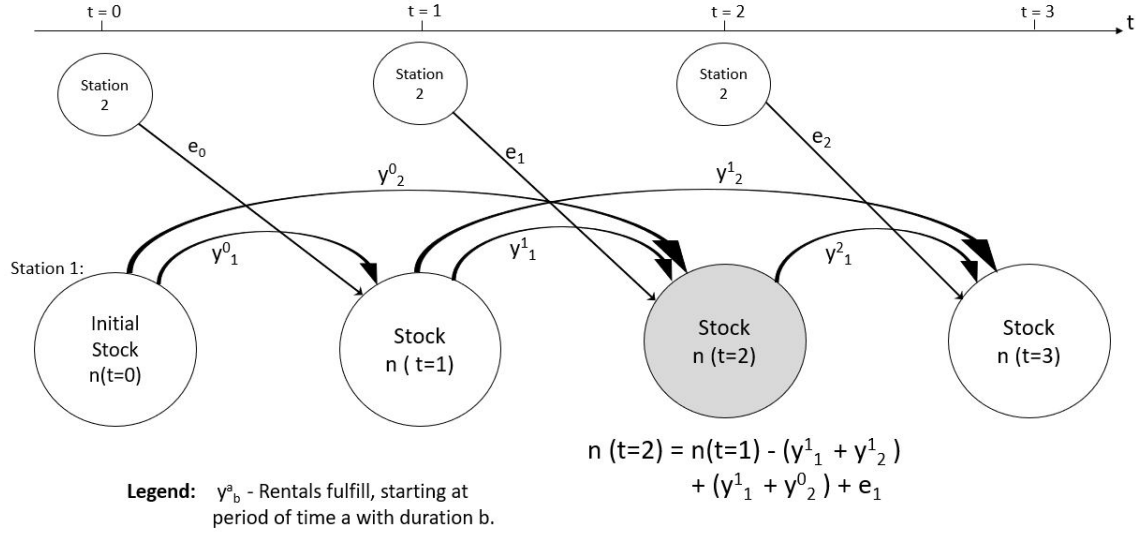 t = 0
t = 1
t = 2
t = 3
t
Station
2
Station
2
Station
2
e₀
e₁
e₂
y⁰₂
y¹₂
y⁰₁
y¹₁
y²₁
Station 1:
Initial
Stock
n(t=0)
Stock
n ( t=1)
Stock
n (t=2)
Stock
n (t=3)
n (t=2) = n(t=1) - (y¹₁ + y¹₂ )
+ (y¹₁ + y⁰₂ ) + e₁
Legend: yᵃ_b - Rentals fulfill, starting at
period of time a with duration b.